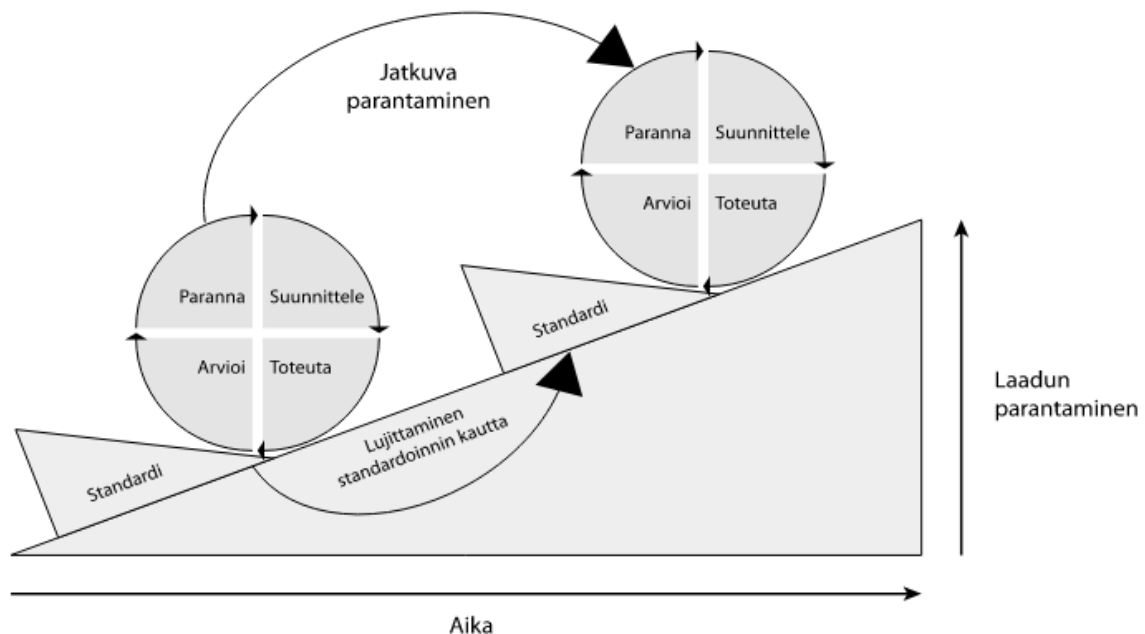 Jatkuva
parantaminen
Paranna
Suunnittele
Arvioi
Toteuta
Standardi
Paranna
Suunnittele
Arvioi
Toteuta
Standardi
Lujittaminen
standardoinnin kautta
Laadun
parantaminen
Aika